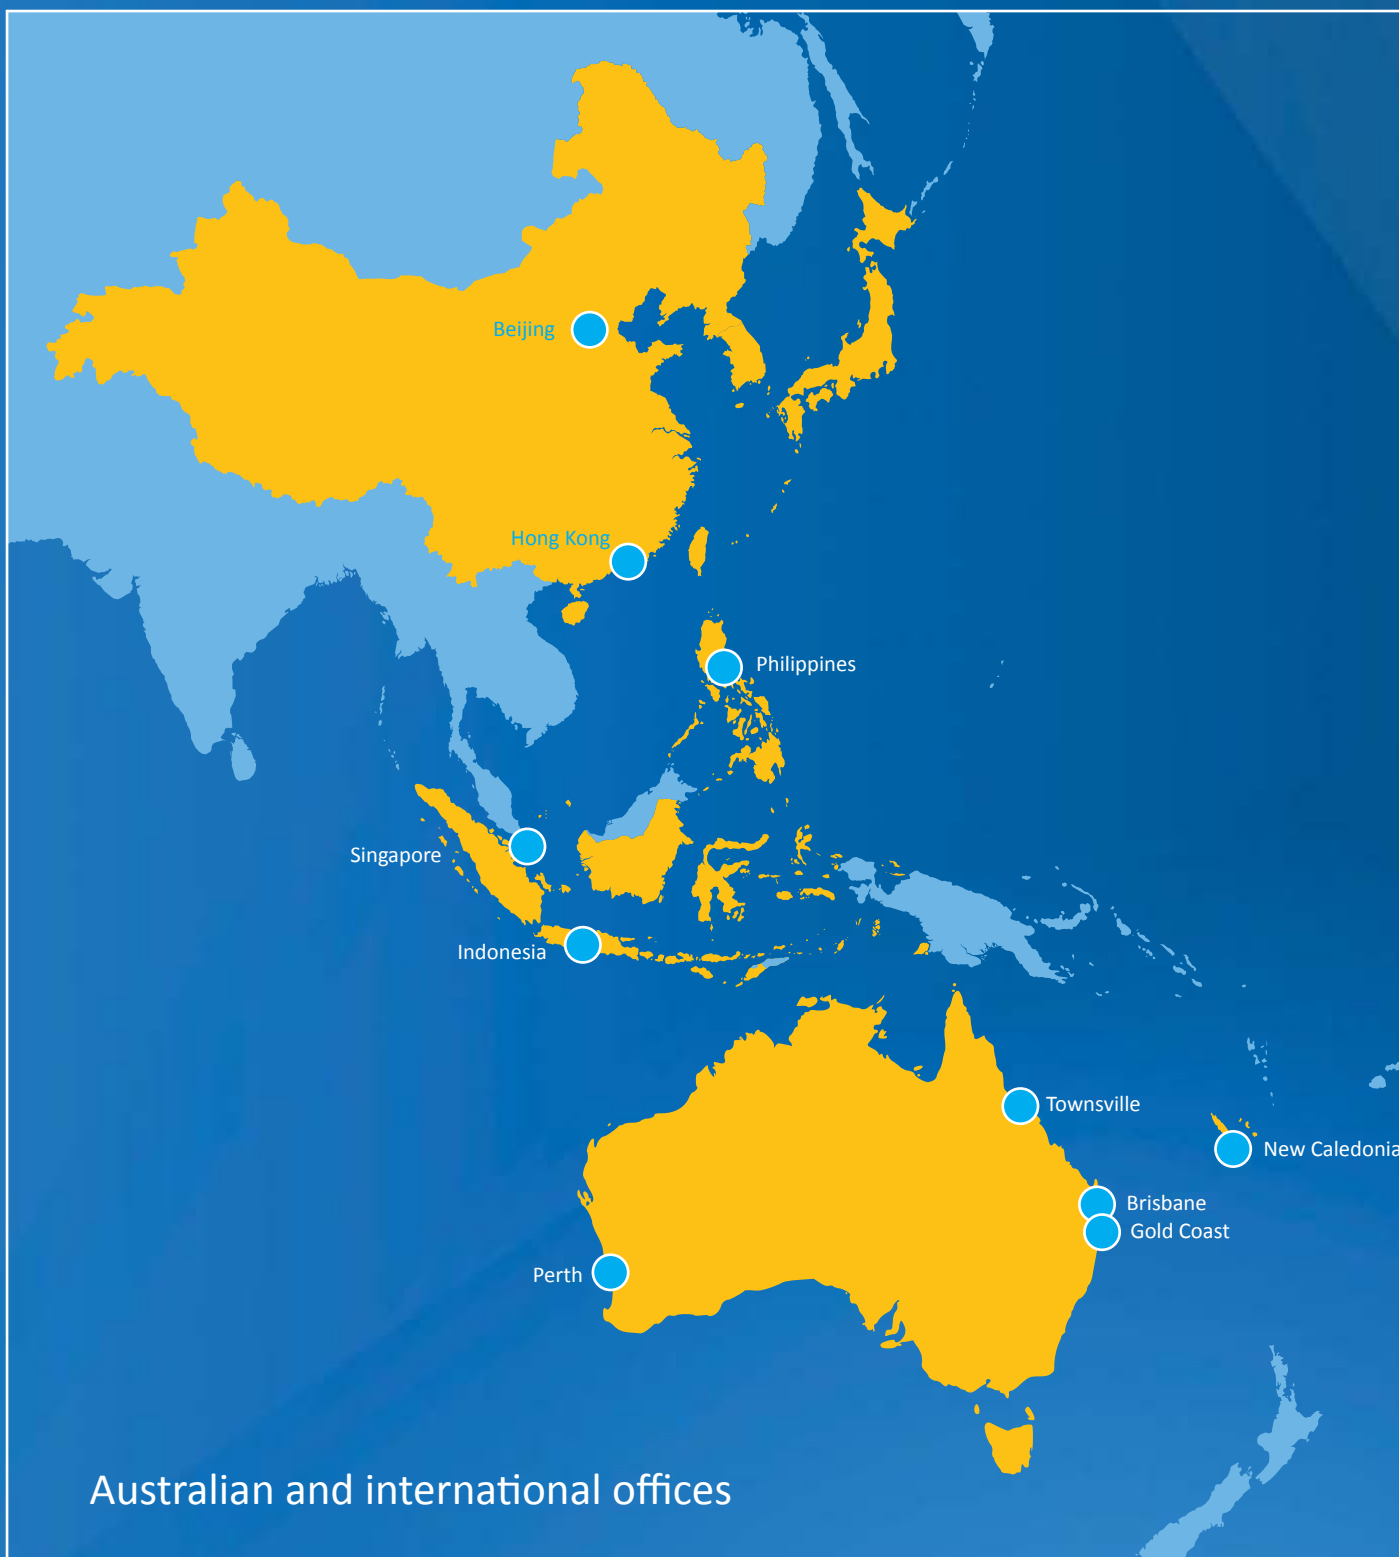 Beijing
Hong Kong
Philippines
Singapore
Indonesia
Townsville
New Caledonia
Brisbane
Gold Coast
Perth
Australian and international offices